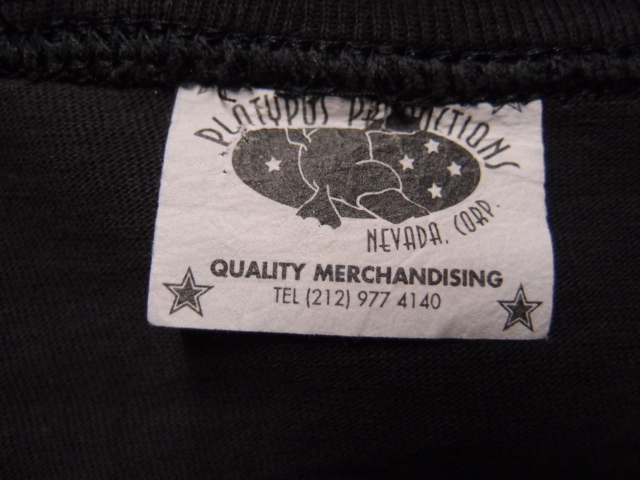 PLATYPUS PRODUCTIONS
NEVADA. CORP.
QUALITY MERCHANDISING
TEL (212) 977 4140